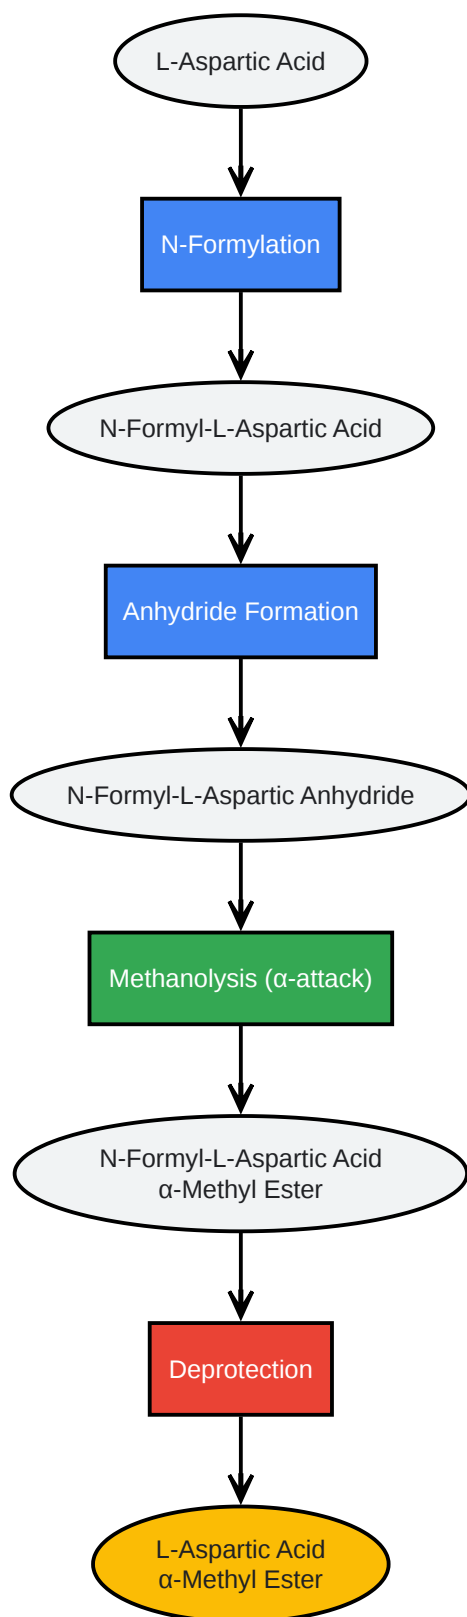 L-Aspartic Acid
N-Formylation
N-Formyl-L-Aspartic Acid
Anhydride Formation
N-Formyl-L-Aspartic Anhydride
Methanolysis (α-attack)
N-Formyl-L-Aspartic Acid
α-Methyl Ester
Deprotection
L-Aspartic Acid
α-Methyl Ester